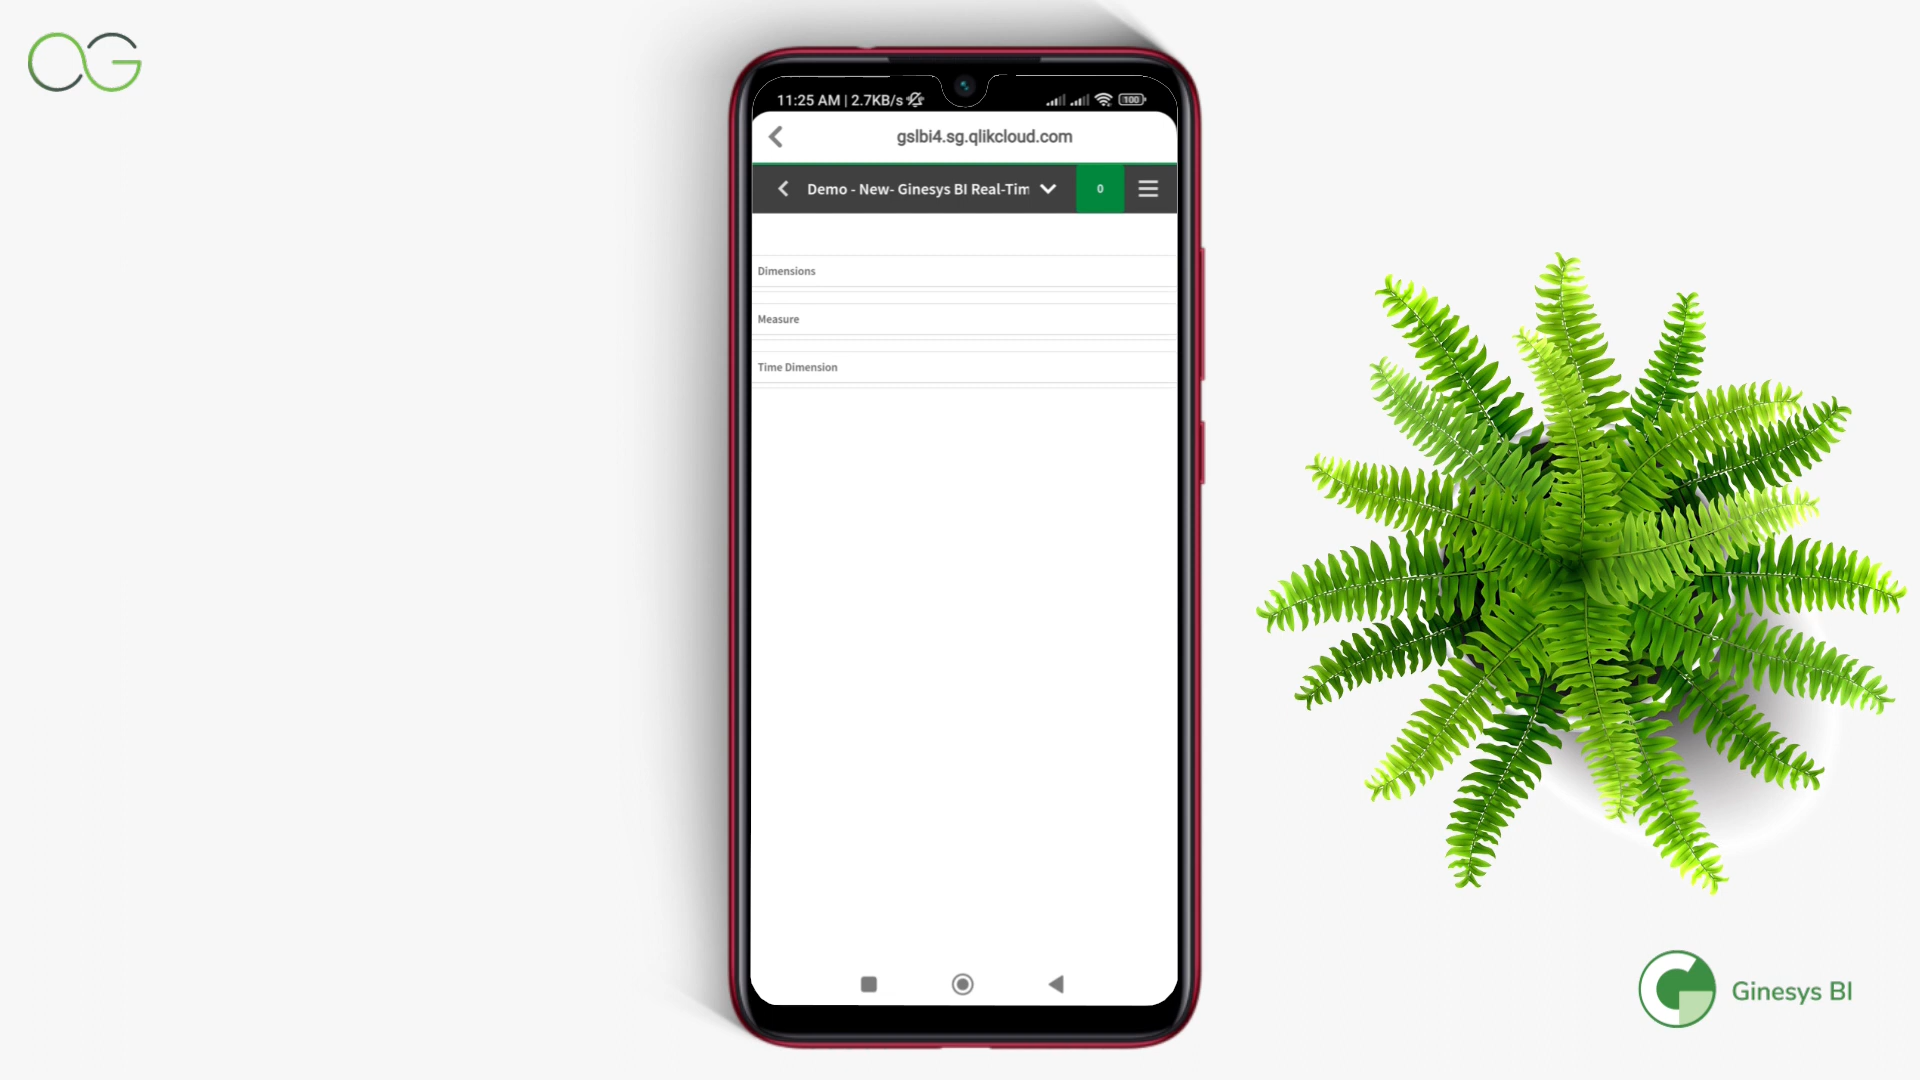 11:25 AM | 2.7KB/s
100
gslbi4.sg.qlikcloud.com
Demo - New- Ginesys BI Real-Tim
0
Dimensions
Measure
Time Dimension
Ginesys BI